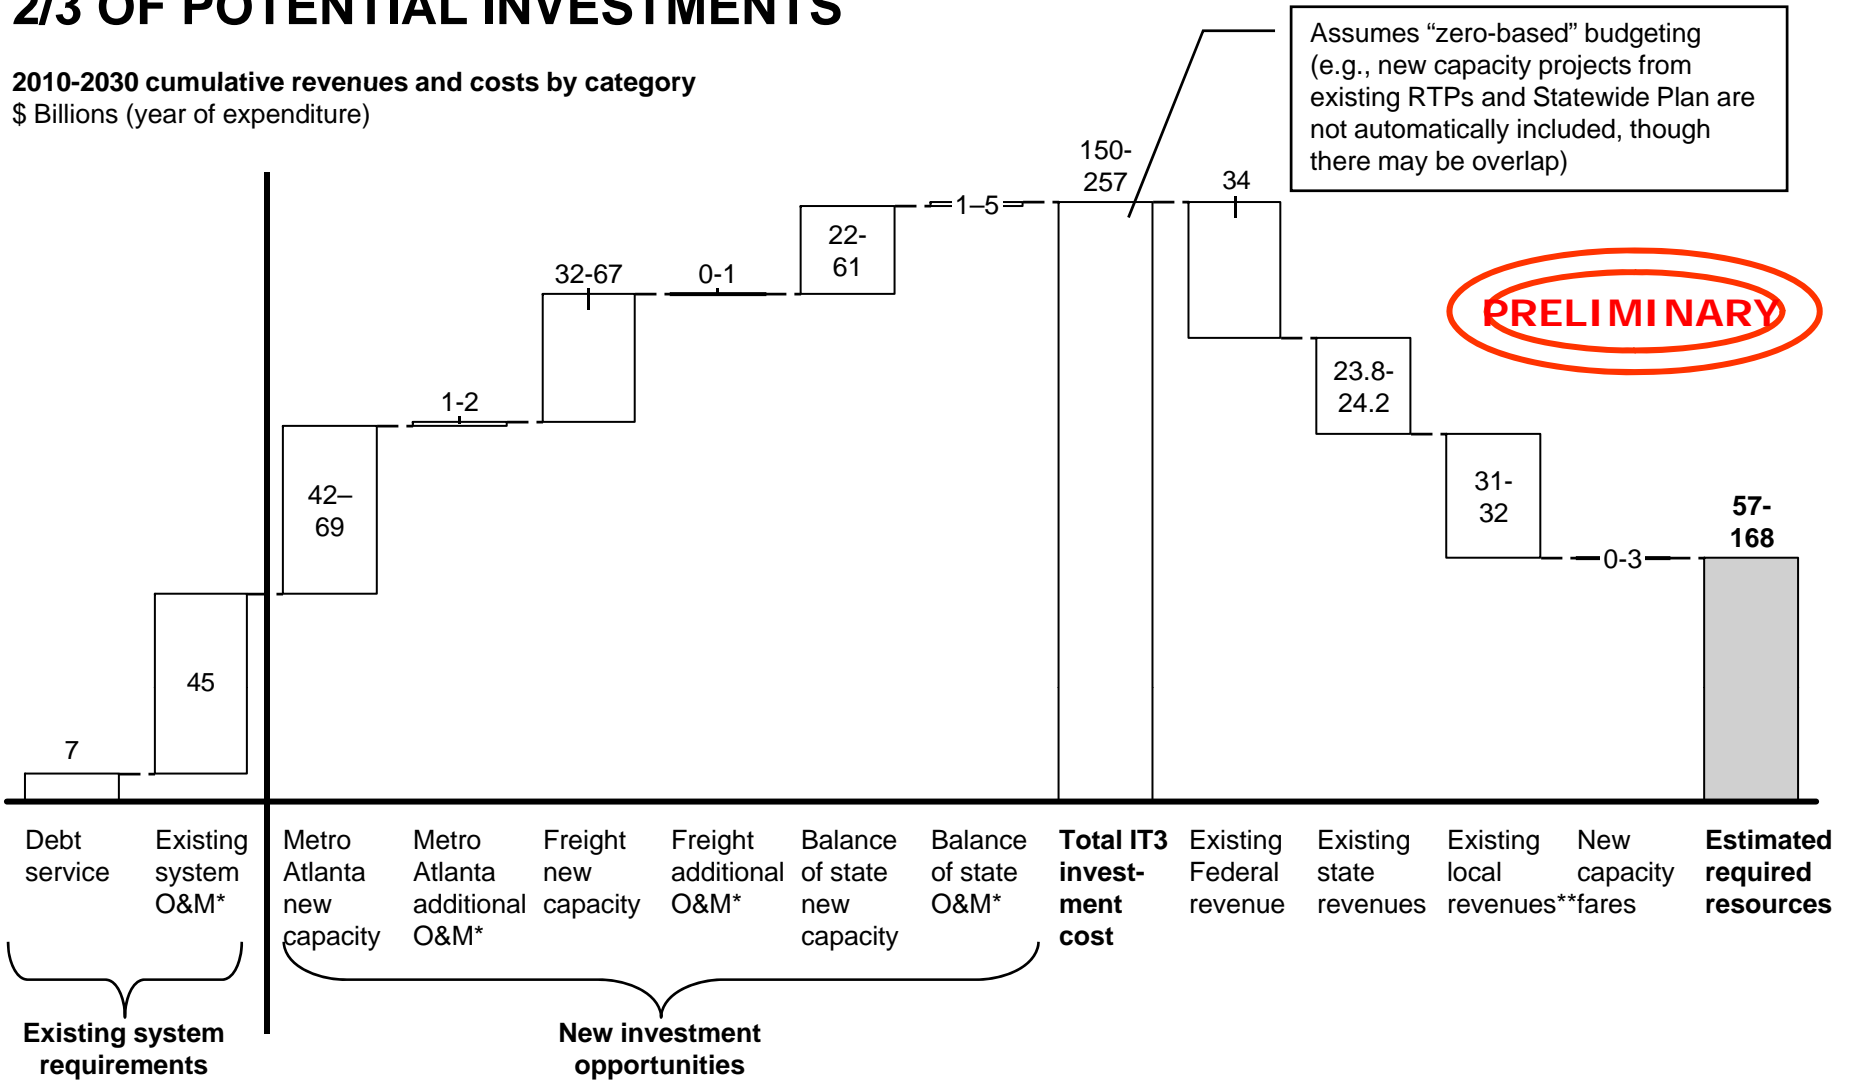 2/3 OF POTENTIAL INVESTMENTS
2010-2030 cumulative revenues and costs by category
$ Billions (year of expenditure)
Assumes “zero-based” budgeting
(e.g., new capacity projects from
existing RTPs and Statewide Plan are
not automatically included, though
there may be overlap)
PRELIMINARY
7
45
42–
69
1-2
32-67
0-1
22-
61
1–5
150-
257
34
23.8-
24.2
31-
32
0-3
57-
168
Debt
service
Existing
system
O&M*
Metro
Atlanta
new
capacity
Metro
Atlanta
additional
O&M*
Freight
new
capacity
Freight
additional
O&M*
Balance
of state
new
capacity
Balance
of state
O&M*
Total IT3
invest-
ment
cost
Existing
Federal
revenue
Existing
state
revenues
Existing
local
revenues**
New
capacity
fares
Estimated
required
resources
Existing system
requirements
New investment
opportunities